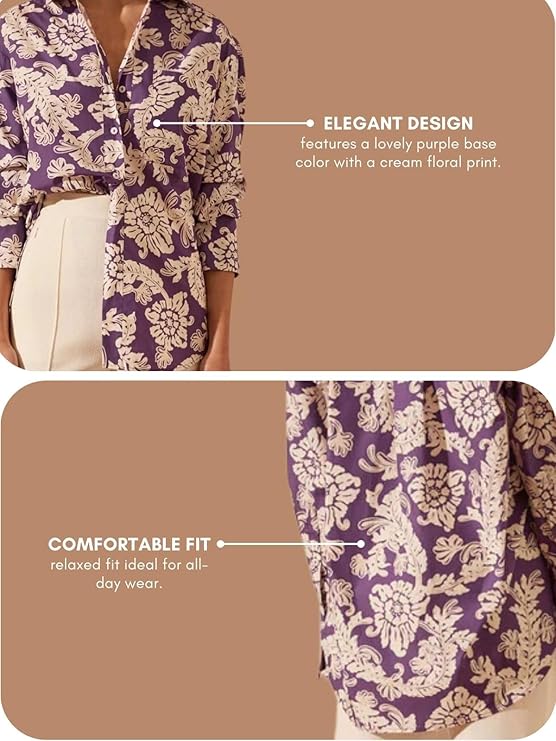 ELEGANT DESIGN
features a lovely purple base
color with a cream floral print.
COMFORTABLE FIT
relaxed fit ideal for all-
day wear.